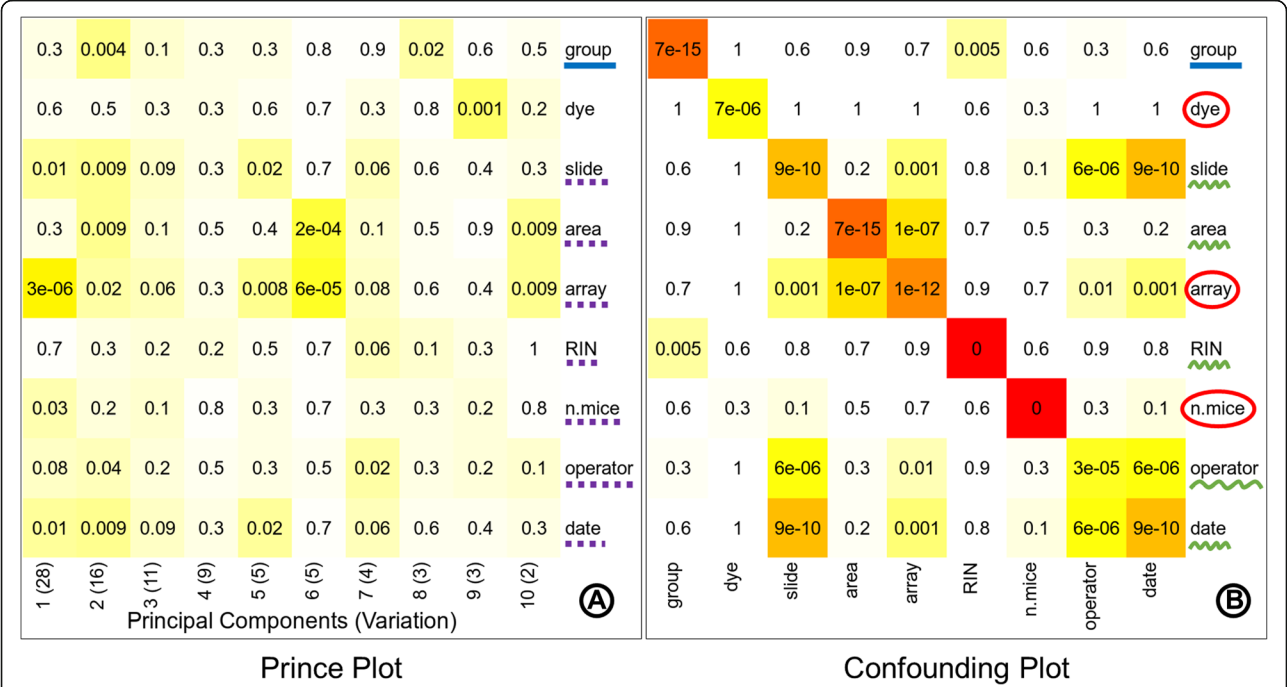 0.3 0.004 0.1 0.3 0.3 0.8 0.9 0.02 0.6 0.5 group
0.6 0.5 0.3 0.3 0.6 0.7 0.3 0.8 0.001 0.2 dye
0.01 0.009 0.09 0.3 0.02 0.7 0.06 0.6 0.4 0.3 slide
0.3 0.009 0.1 0.5 0.4 2e-04 0.1 0.5 0.9 0.009 area
3e-06 0.02 0.06 0.3 0.008 6e-05 0.08 0.6 0.4 0.009 array
0.7 0.3 0.2 0.2 0.5 0.7 0.06 0.1 0.3 1 RIN
0.03 0.2 0.1 0.8 0.3 0.7 0.3 0.3 0.2 0.8 n.mice
0.08 0.04 0.2 0.5 0.3 0.5 0.02 0.3 0.2 0.1 operator
0.01 0.009 0.09 0.3 0.02 0.7 0.06 0.6 0.4 0.3 date
1 (28) 2 (16) 3 (11) 4 (9) 5 (5) 6 (5) 7 (4) 8 (3) 9 (3) 10 (2)
A
Principal Components (Variation)
Prince Plot
7e-15 1 0.6 0.9 0.7 0.005 0.6 0.3 0.6 group
1 7e-06 1 1 1 0.6 0.3 1 1 dye
0.6 1 9e-10 0.2 0.001 0.8 0.1 6e-06 9e-10 slide
0.9 1 0.2 7e-15 1e-07 0.7 0.5 0.3 0.2 area
0.7 1 0.001 1e-07 1e-12 0.9 0.7 0.01 0.001 array
0.005 0.6 0.8 0.7 0.9 0 0.6 0.9 0.8 RIN
0.6 0.3 0.1 0.5 0.7 0.6 0 0.3 0.1 n.mice
0.3 1 6e-06 0.3 0.01 0.9 0.3 3e-05 6e-06 operator
0.6 1 9e-10 0.2 0.001 0.8 0.1 6e-06 9e-10 date
group dye slide area array RIN n.mice operator date
B
Confounding Plot